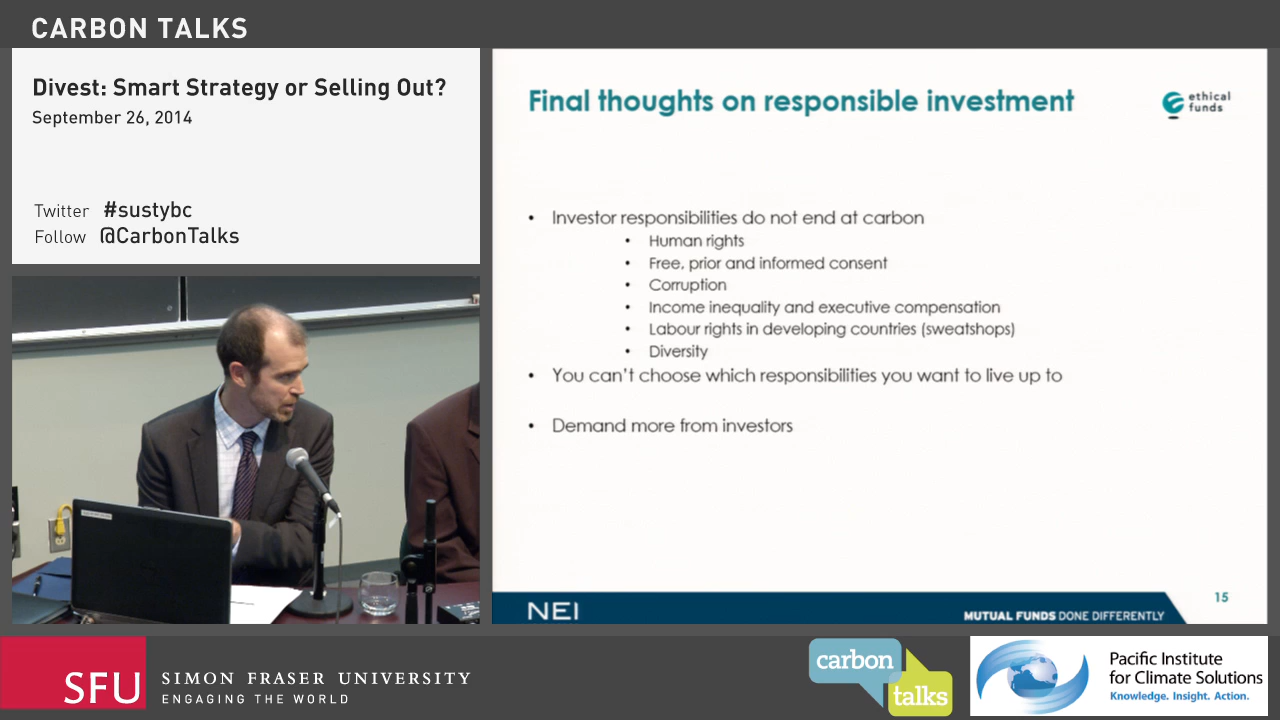 CARBON TALKS
Divest: Smart Strategy or Selling Out?
September 26, 2014
Twitter #sustybc
Follow @CarbonTalks
Final thoughts on responsible investment
ethical
funds
• Investor responsibilities do not end at carbon
• Human rights
• Free, prior and informed consent
• Corruption
• Income inequality and executive compensation
• Labour rights in developing countries (sweatshops)
• Diversity
• You can't choose which responsibilities you want to live up to
• Demand more from investors
15
NEI
MUTUAL FUNDS DONE DIFFERENTLY
SFU
SIMON FRASER UNIVERSITY
ENGAGING THE WORLD
carbon
talks
Pacific Institute
for Climate Solutions
Knowledge. Insight. Action.